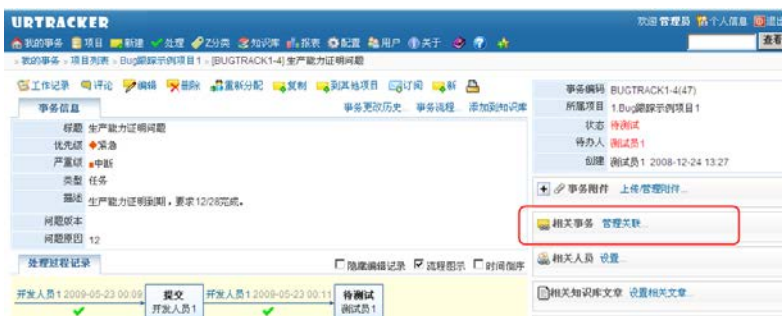 URTRACKER
欢迎 管理员 个人信息 退出
我的事务 项目 新建 处理 Z分类 知识库 报表 配置 用户 关于
查看
我的事务 » 项目列表 » Bug跟踪示例项目1 » [BUGTRACK1-4] 生产能力证明问题
工作记录 评论 编辑 删除 重新分配 复制 到其他项目 订阅 新
事务信息 事务更改历史... 事务流程... 添加到知识库
标题 生产能力证明问题
优先级 紧急
严重级 中断
类型 任务
描述 生产能力证明到期，要求12/28完成。
问题版本
问题原因 12
处理过程记录 隐藏编辑记录 流程图示 时间倒序
开发人员1 2009-05-23 00:09 提交 开发人员1 2009-05-23 00:11 待测试
开发人员1 测试员1
事务编码 BUGTRACK1-4(47)
所属项目 1.Bug跟踪示例项目1
状态 待测试
待办人 测试员1
创建 测试员1 2008-12-24 13:27
事务附件 上传/管理附件...
相关事务 管理关联...
相关人员 设置...
相关知识库文章 设置相关文章...